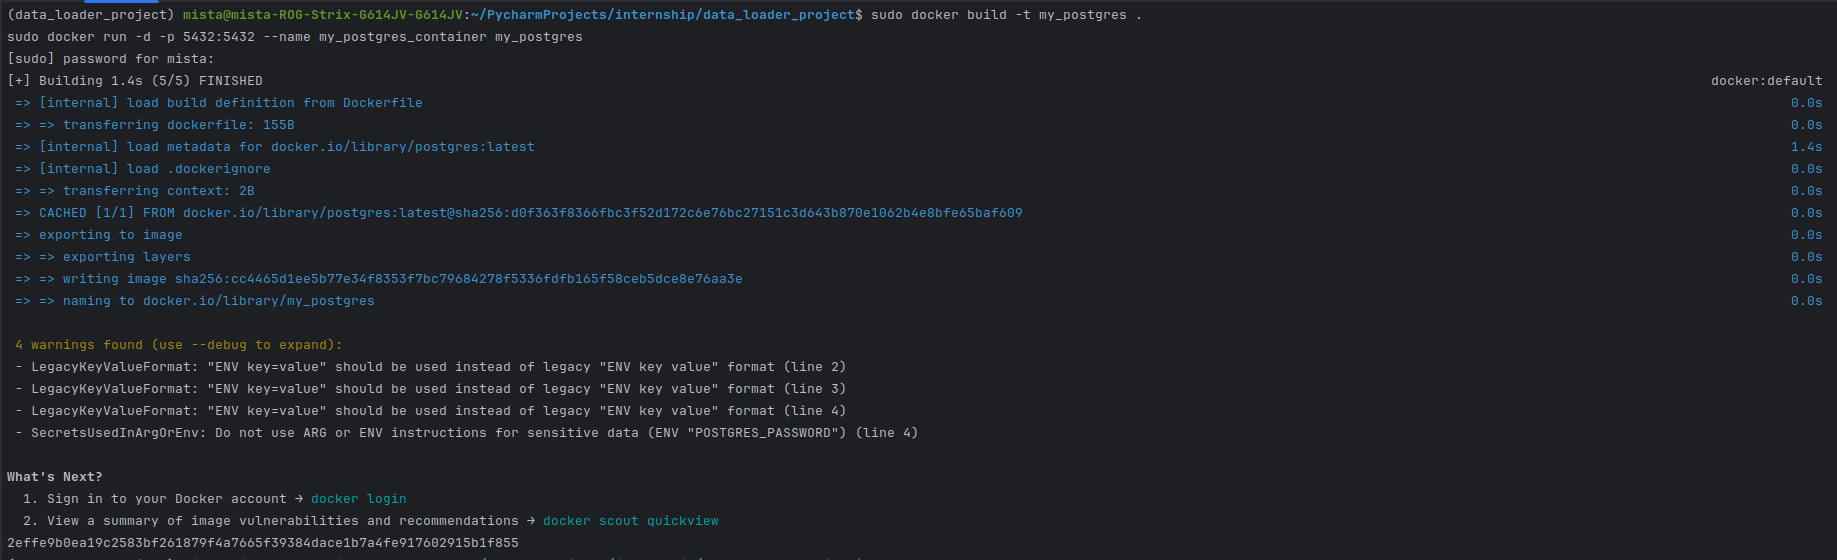 (data_loader_project) mista@mista-ROG-Strix-G614JV-G614JV:~/PycharmProjects/internship/data_loader_project$ sudo docker build -t my_postgres .
sudo docker run -d -p 5432:5432 --name my_postgres_container my_postgres
[sudo] password for mista:
[+] Building 1.4s (5/5) FINISHED docker:default
=> [internal] load build definition from Dockerfile 0.0s
=> => transferring dockerfile: 155B 0.0s
=> [internal] load metadata for docker.io/library/postgres:latest 1.4s
=> [internal] load .dockerignore 0.0s
=> => transferring context: 2B 0.0s
=> CACHED [1/1] FROM docker.io/library/postgres:latest@sha256:d0f363f8366fbc3f52d172c6e76bc27151c3d643b870e1062b4e8bfe65baf609 0.0s
=> exporting to image 0.0s
=> => exporting layers 0.0s
=> => writing image sha256:cc4465d1ee5b77e34f8353f7bc79684278f5336fdfb165f58ceb5dce8e76aa3e 0.0s
=> => naming to docker.io/library/my_postgres 0.0s
4 warnings found (use --debug to expand):
- LegacyKeyValueFormat: "ENV key=value" should be used instead of legacy "ENV key value" format (line 2)
- LegacyKeyValueFormat: "ENV key=value" should be used instead of legacy "ENV key value" format (line 3)
- LegacyKeyValueFormat: "ENV key=value" should be used instead of legacy "ENV key value" format (line 4)
- SecretsUsedInArgOrEnv: Do not use ARG or ENV instructions for sensitive data (ENV "POSTGRES_PASSWORD") (line 4)
What's Next?
1. Sign in to your Docker account → docker login
2. View a summary of image vulnerabilities and recommendations → docker scout quickview
2effe9b0ea19c2583bf261879f4a7665f39384dace1b7a4fe917602915b1f855